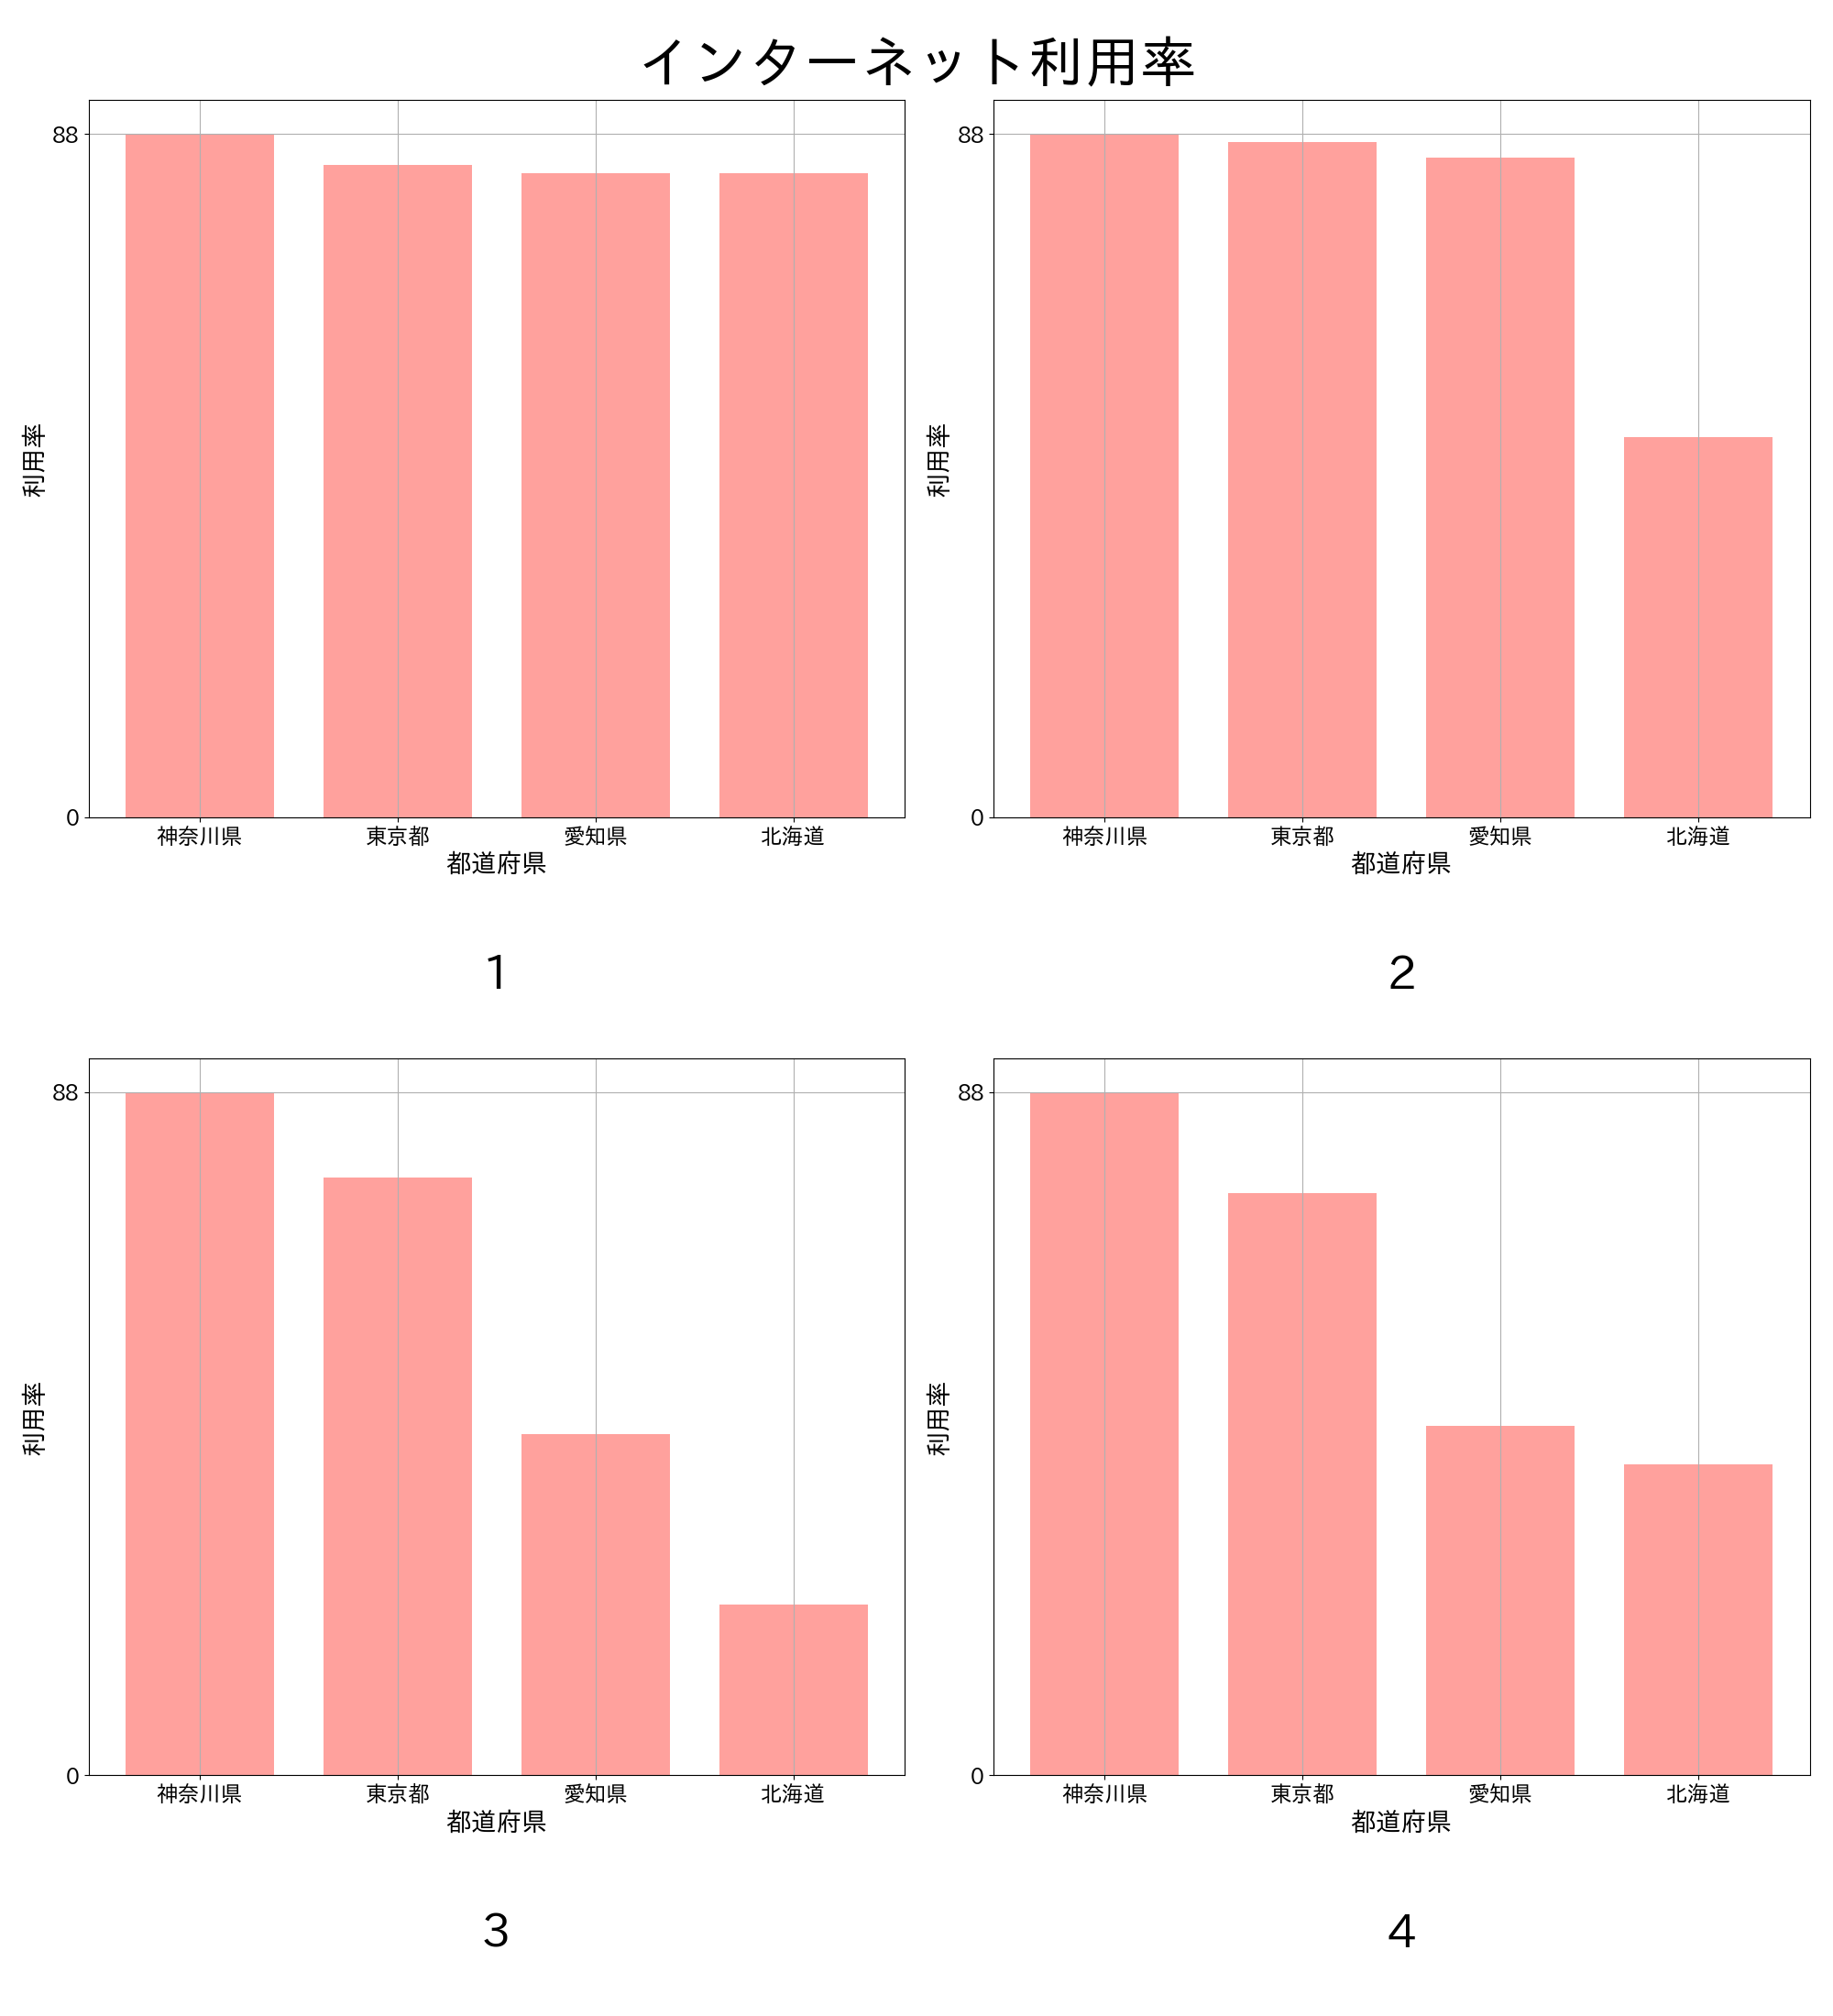 インターネット利用率
88
0
利用率
神奈川県 東京都 愛知県 北海道
都道府県
1
88
0
利用率
神奈川県 東京都 愛知県 北海道
都道府県
2
88
0
利用率
神奈川県 東京都 愛知県 北海道
都道府県
3
88
0
利用率
神奈川県 東京都 愛知県 北海道
都道府県
4